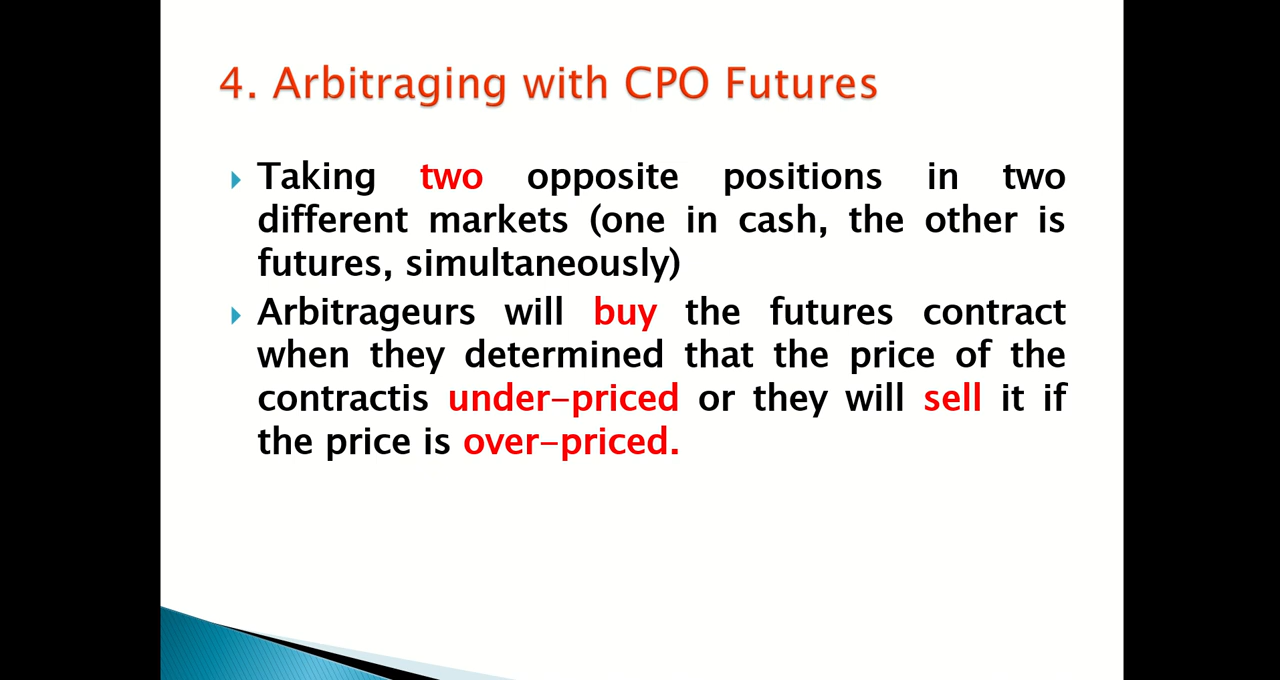 4. Arbitraging with CPO Futures
Taking two opposite positions in two
different markets (one in cash, the other is
futures, simultaneously)
Arbitrageurs will buy the futures contract
when they determined that the price of the
contractis under-priced or they will sell it if
the price is over-priced.